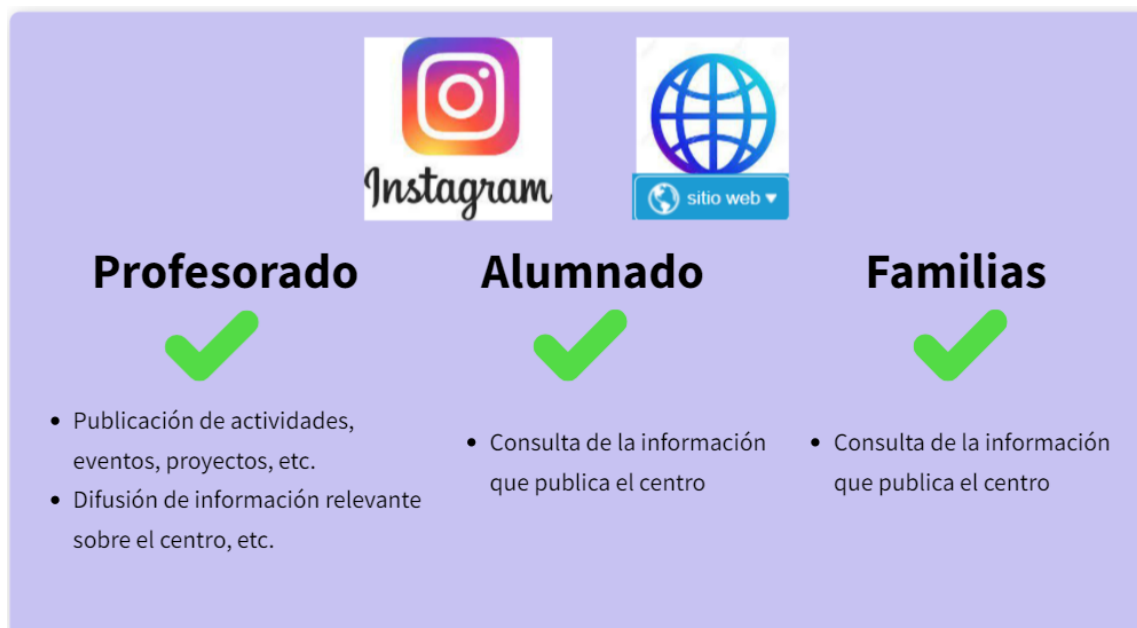 Instagram
sitio web
Profesorado
Alumnado
Familias
• Publicación de actividades,
eventos, proyectos, etc.
• Difusión de información relevante
sobre el centro, etc.
• Consulta de la información
que publica el centro
• Consulta de la información
que publica el centro